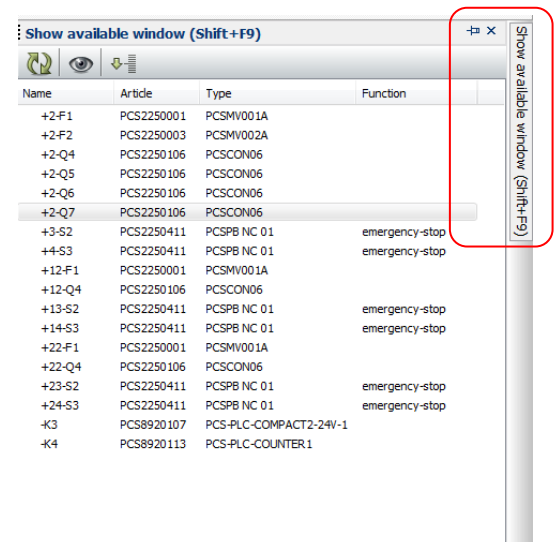 Show available window (Shift+F9)
Name Article Type Function
+2-F1 PCS2250001 PCSMV001A
+2-F2 PCS2250003 PCSMV002A
+2-Q4 PCS2250106 PCSCON06
+2-Q5 PCS2250106 PCSCON06
+2-Q6 PCS2250106 PCSCON06
+2-Q7 PCS2250106 PCSCON06
+3-S2 PCS2250411 PCSPB NC 01 emergency-stop
+4-S3 PCS2250411 PCSPB NC 01 emergency-stop
+12-F1 PCS2250001 PCSMV001A
+12-Q4 PCS2250106 PCSCON06
+13-S2 PCS2250411 PCSPB NC 01 emergency-stop
+14-S3 PCS2250411 PCSPB NC 01 emergency-stop
+22-F1 PCS2250001 PCSMV001A
+22-Q4 PCS2250106 PCSCON06
+23-S2 PCS2250411 PCSPB NC 01 emergency-stop
+24-S3 PCS2250411 PCSPB NC 01 emergency-stop
-K3 PCS8920107 PCS-PLC-COMPACT2-24V-1
-K4 PCS8920113 PCS-PLC-COUNTER1
Show available window (Shift+F9)